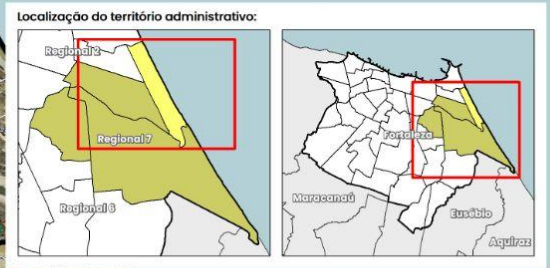 Localização do território administrativo:
Regional 2
Regional 7
Regional 6
Fortaleza
Maracanaú
Eusébio
Aquiraz